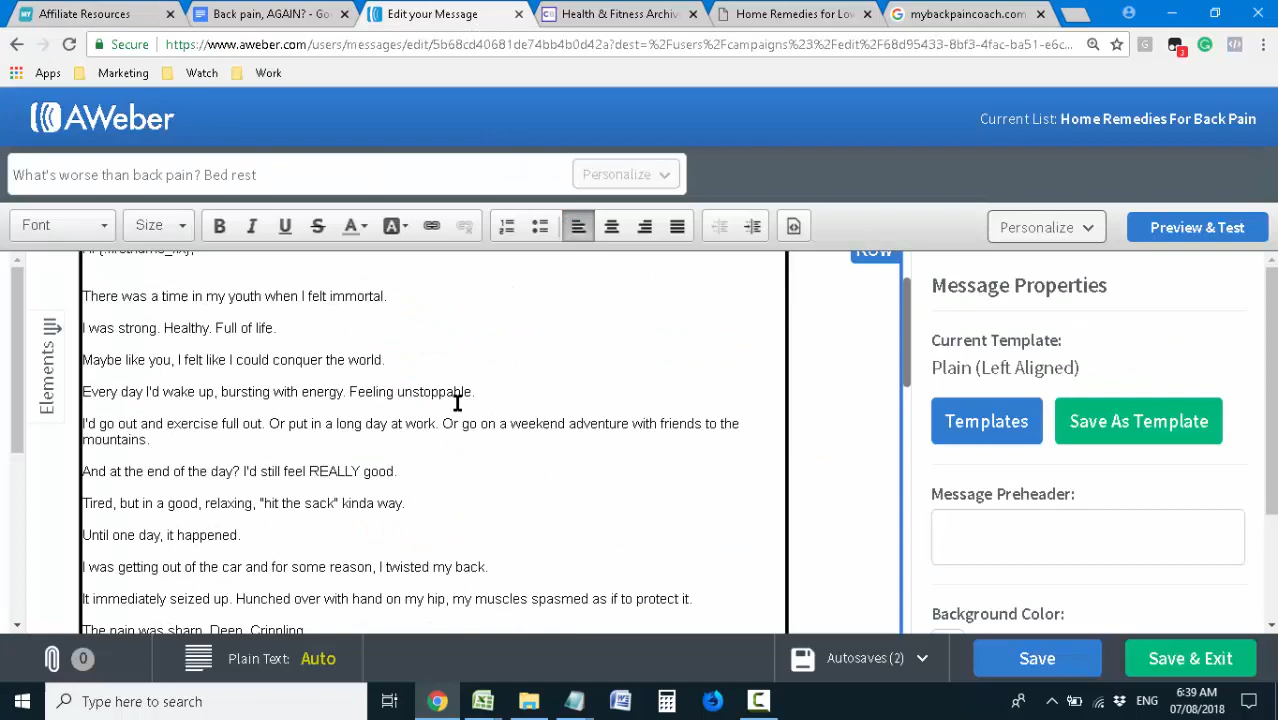 Affiliate Resources
Back pain, AGAIN? - Go
Edit your Message
Health & Fitness Archiv
Home Remedies for Lov
mybackpaincoach.com
Secure
https://www.aweber.com/users/messages/edit/5b68cd40681de74bb4b0d42a?dest=%2Fusers%2Fcampaigns%23%2Fedit%2F68d95433-8bf3-4fac-ba51-e6c...
3
Apps
Marketing
Watch
Work
AWeber
Current List: Home Remedies For Back Pain
What's worse than back pain? Bed rest
Personalize
Font
Size
B I U S A A
Personalize
Preview & Test
There was a time in my youth when I felt immortal.
I was strong. Healthy. Full of life.
Maybe like you, I felt like I could conquer the world.
Every day I'd wake up, bursting with energy. Feeling unstoppable.
I'd go out and exercise full out. Or put in a long day at work. Or go on a weekend adventure with friends to the
mountains.
And at the end of the day? I'd still feel REALLY good.
Tired, but in a good, relaxing, "hit the sack" kinda way.
Until one day, it happened.
I was getting out of the car and for some reason, I twisted my back.
It immediately seized up. Hunched over with hand on my hip, my muscles spasmed as if to protect it.
The pain was sharp. Deep. Crippling.
Elements
Row
Message Properties
Current Template:
Plain (Left Aligned)
Templates
Save As Template
Message Preheader:
Background Color:
0
Plain Text: Auto
Autosaves (2)
Save
Save & Exit
Type here to search
ENG
6:39 AM
07/08/2018